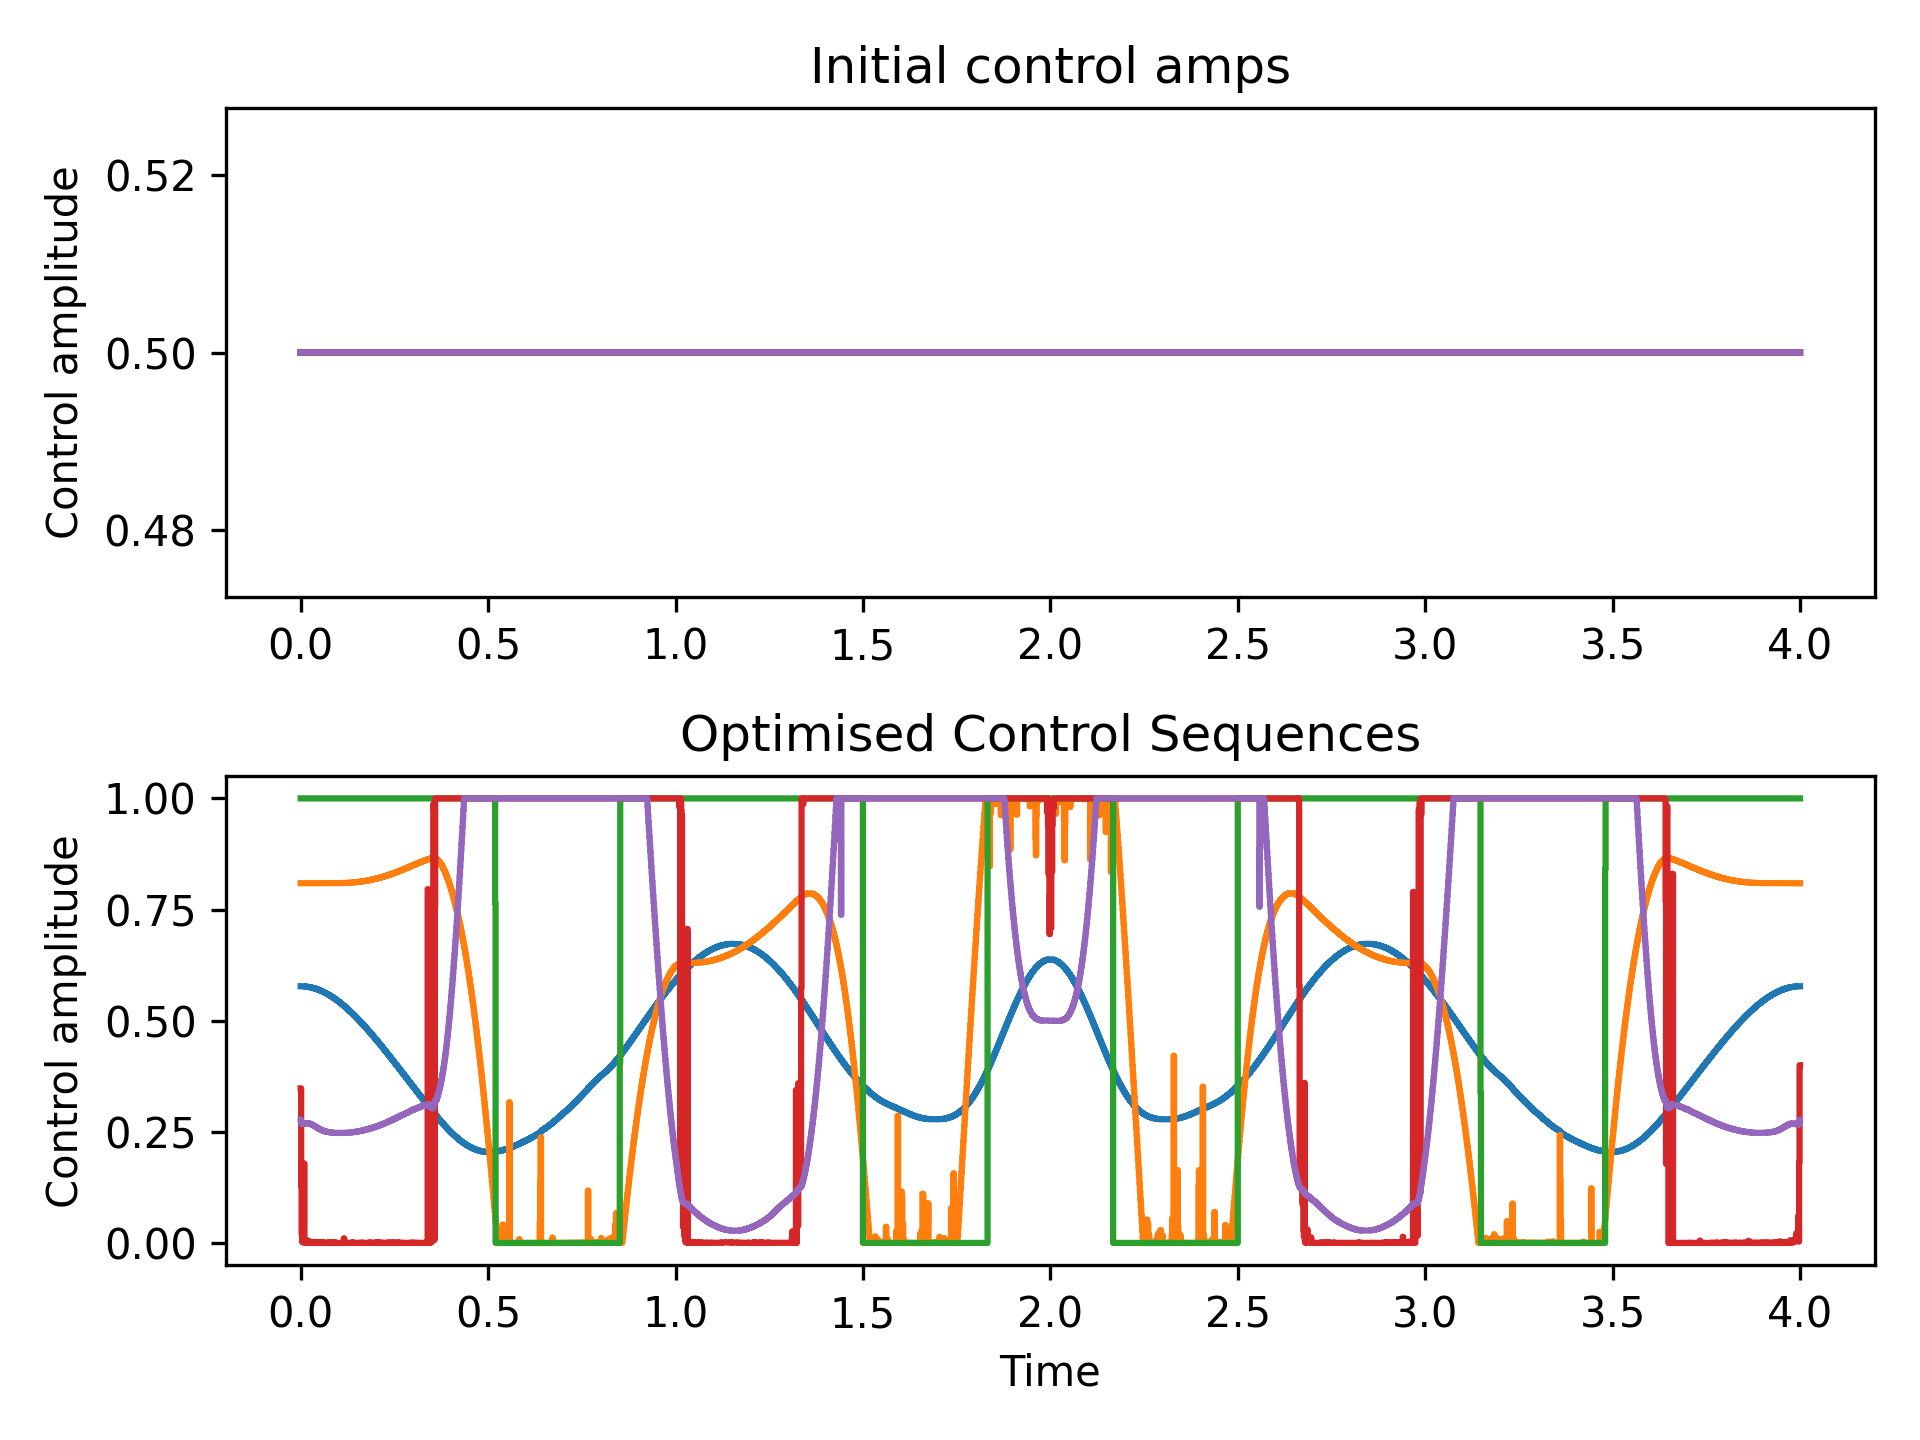 Initial control amps
Control amplitude
0.52
0.50
0.48
0.0 0.5 1.0 1.5 2.0 2.5 3.0 3.5 4.0
Optimised Control Sequences
Control amplitude
1.00
0.75
0.50
0.25
0.00
0.0 0.5 1.0 1.5 2.0 2.5 3.0 3.5 4.0
Time